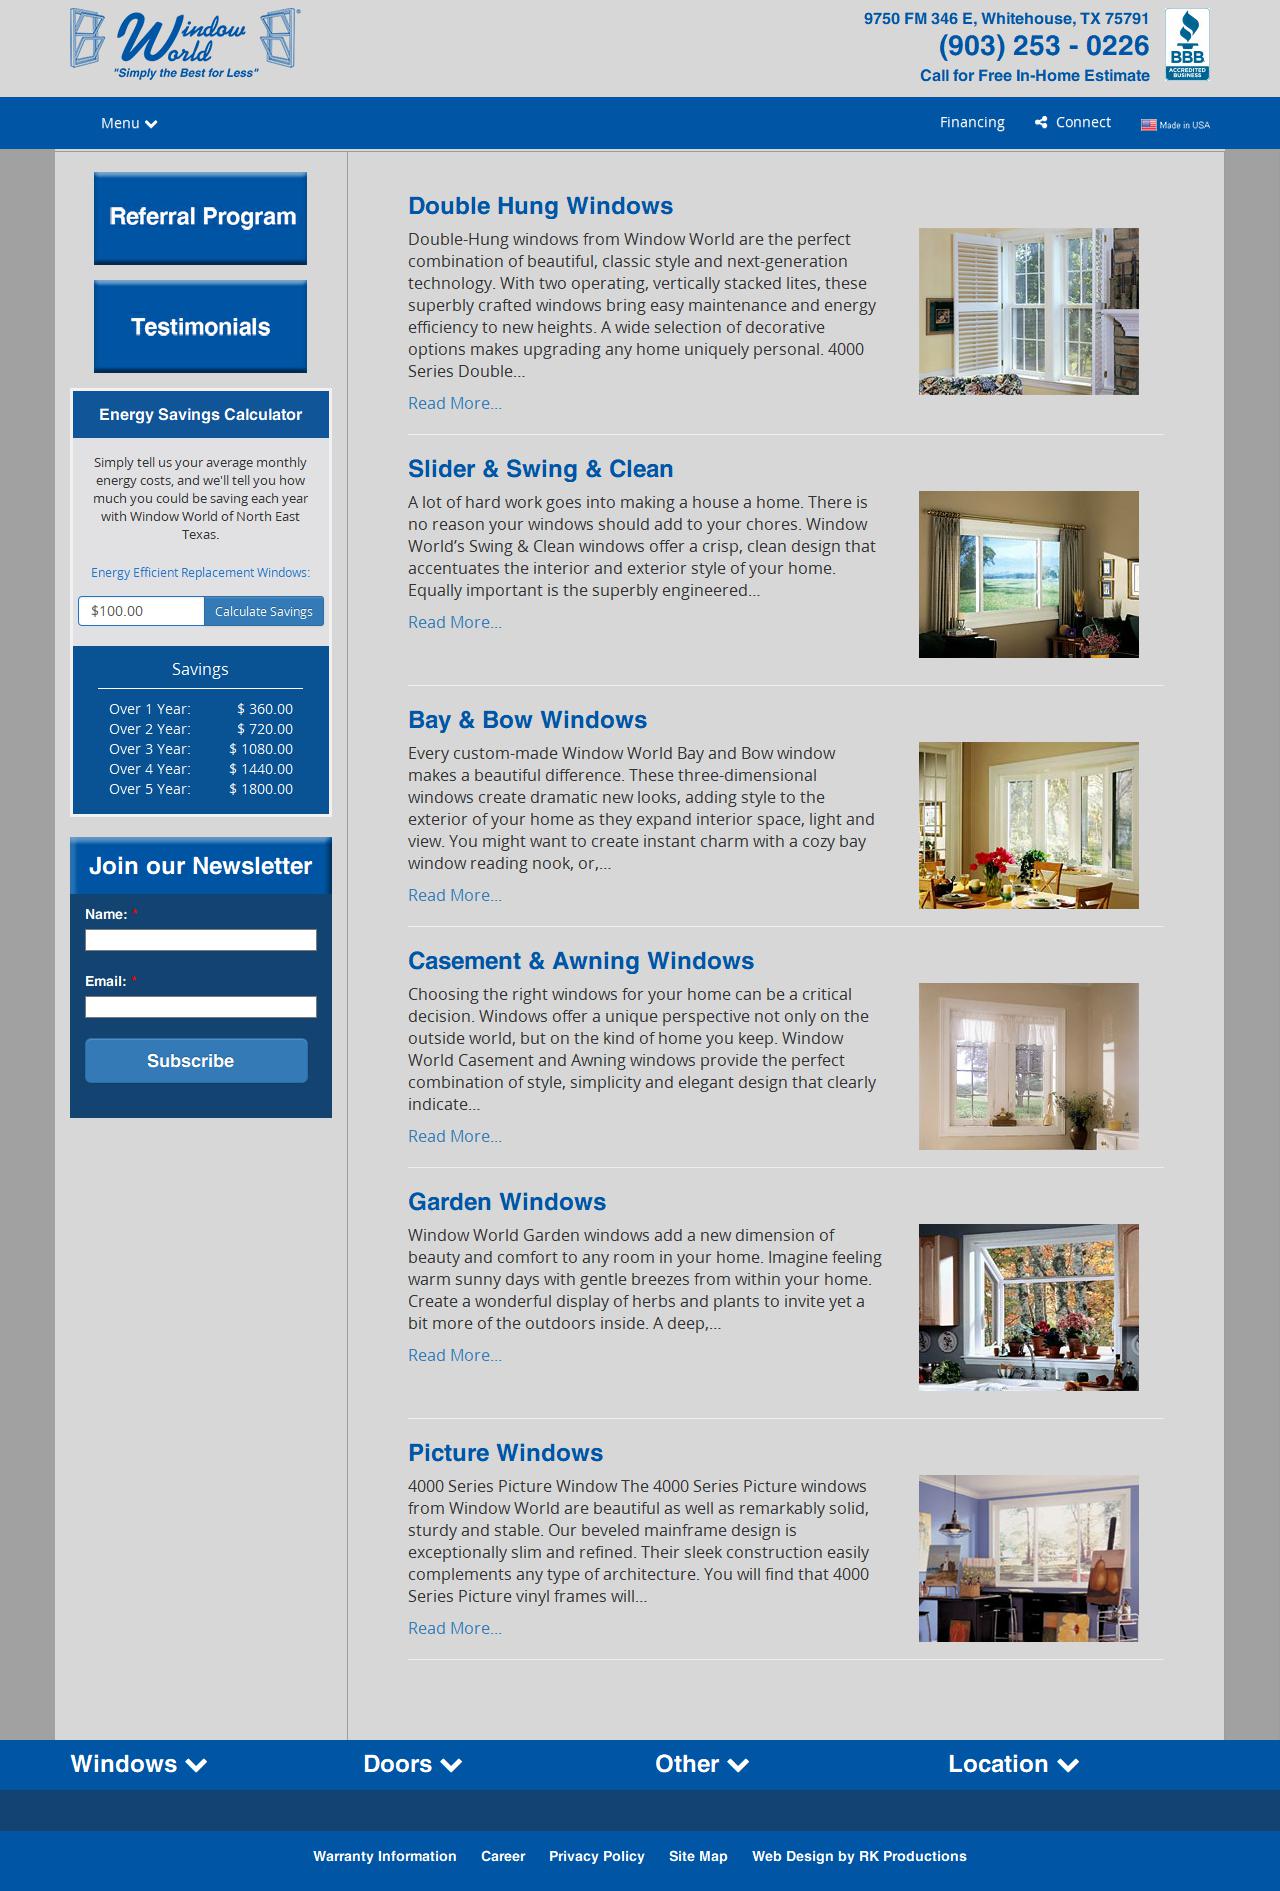 Window World
"Simply the Best for Less"
9750 FM 346 E, Whitehouse, TX 75791
(903) 253 - 0226
Call for Free In-Home Estimate
BBB
ACCREDITED BUSINESS
Menu
Financing
Connect
Made in USA
Referral Program
Testimonials
Energy Savings Calculator
Simply tell us your average monthly
energy costs, and we'll tell you how
much you could be saving each year
with Window World of North East
Texas.
Energy Efficient Replacement Windows:
$100.00
Calculate Savings
Savings
Over 1 Year: $ 360.00
Over 2 Year: $ 720.00
Over 3 Year: $ 1080.00
Over 4 Year: $ 1440.00
Over 5 Year: $ 1800.00
Join our Newsletter
Name: *
Email: *
Subscribe
Double Hung Windows
Double-Hung windows from Window World are the perfect
combination of beautiful, classic style and next-generation
technology. With two operating, vertically stacked lites, these
superbly crafted windows bring easy maintenance and energy
efficiency to new heights. A wide selection of decorative
options makes upgrading any home uniquely personal. 4000
Series Double...
Read More...
Slider & Swing & Clean
A lot of hard work goes into making a house a home. There is
no reason your windows should add to your chores. Window
World’s Swing & Clean windows offer a crisp, clean design that
accentuates the interior and exterior style of your home.
Equally important is the superbly engineered...
Read More...
Bay & Bow Windows
Every custom-made Window World Bay and Bow window
makes a beautiful difference. These three-dimensional
windows create dramatic new looks, adding style to the
exterior of your home as they expand interior space, light and
view. You might want to create instant charm with a cozy bay
window reading nook, or,...
Read More...
Casement & Awning Windows
Choosing the right windows for your home can be a critical
decision. Windows offer a unique perspective not only on the
outside world, but on the kind of home you keep. Window
World Casement and Awning windows provide the perfect
combination of style, simplicity and elegant design that clearly
indicate...
Read More...
Garden Windows
Window World Garden windows add a new dimension of
beauty and comfort to any room in your home. Imagine feeling
warm sunny days with gentle breezes from within your home.
Create a wonderful display of herbs and plants to invite yet a
bit more of the outdoors inside. A deep,...
Read More...
Picture Windows
4000 Series Picture Window The 4000 Series Picture windows
from Window World are beautiful as well as remarkably solid,
sturdy and stable. Our beveled mainframe design is
exceptionally slim and refined. Their sleek construction easily
complements any type of architecture. You will find that 4000
Series Picture vinyl frames will...
Read More...
Windows
Doors
Other
Location
Warranty Information Career Privacy Policy Site Map Web Design by RK Productions